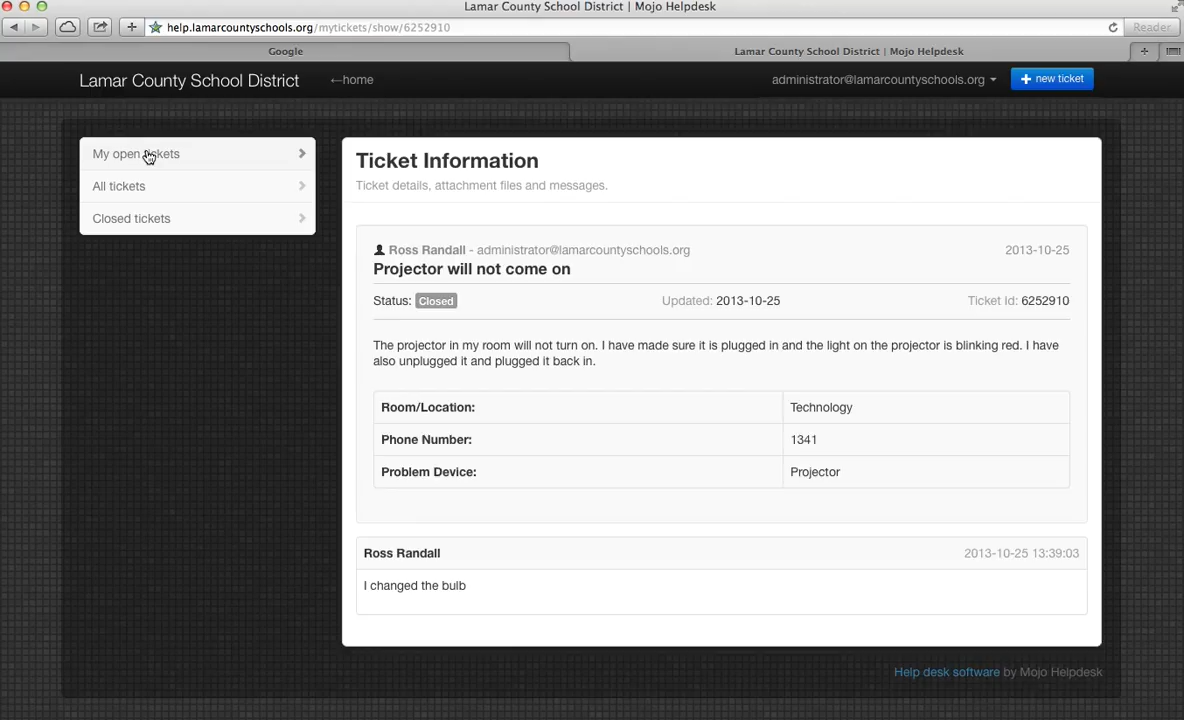 Lamar County School District | Mojo Helpdesk
help.lamarcountyschools.org/mytickets/show/6252910
Reader
Google
Lamar County School District | Mojo Helpdesk
Lamar County School District
←home
administrator@lamarcountyschools.org
+ new ticket
My open tickets
All tickets
Closed tickets
Ticket Information
Ticket details, attachment files and messages.
Ross Randall - administrator@lamarcountyschools.org
2013-10-25
Projector will not come on
Status: Closed
Updated: 2013-10-25
Ticket Id: 6252910
The projector in my room will not turn on. I have made sure it is plugged in and the light on the projector is blinking red. I have
also unplugged it and plugged it back in.
Room/Location: Technology
Phone Number: 1341
Problem Device: Projector
Ross Randall
2013-10-25 13:39:03
I changed the bulb
Help desk software by Mojo Helpdesk